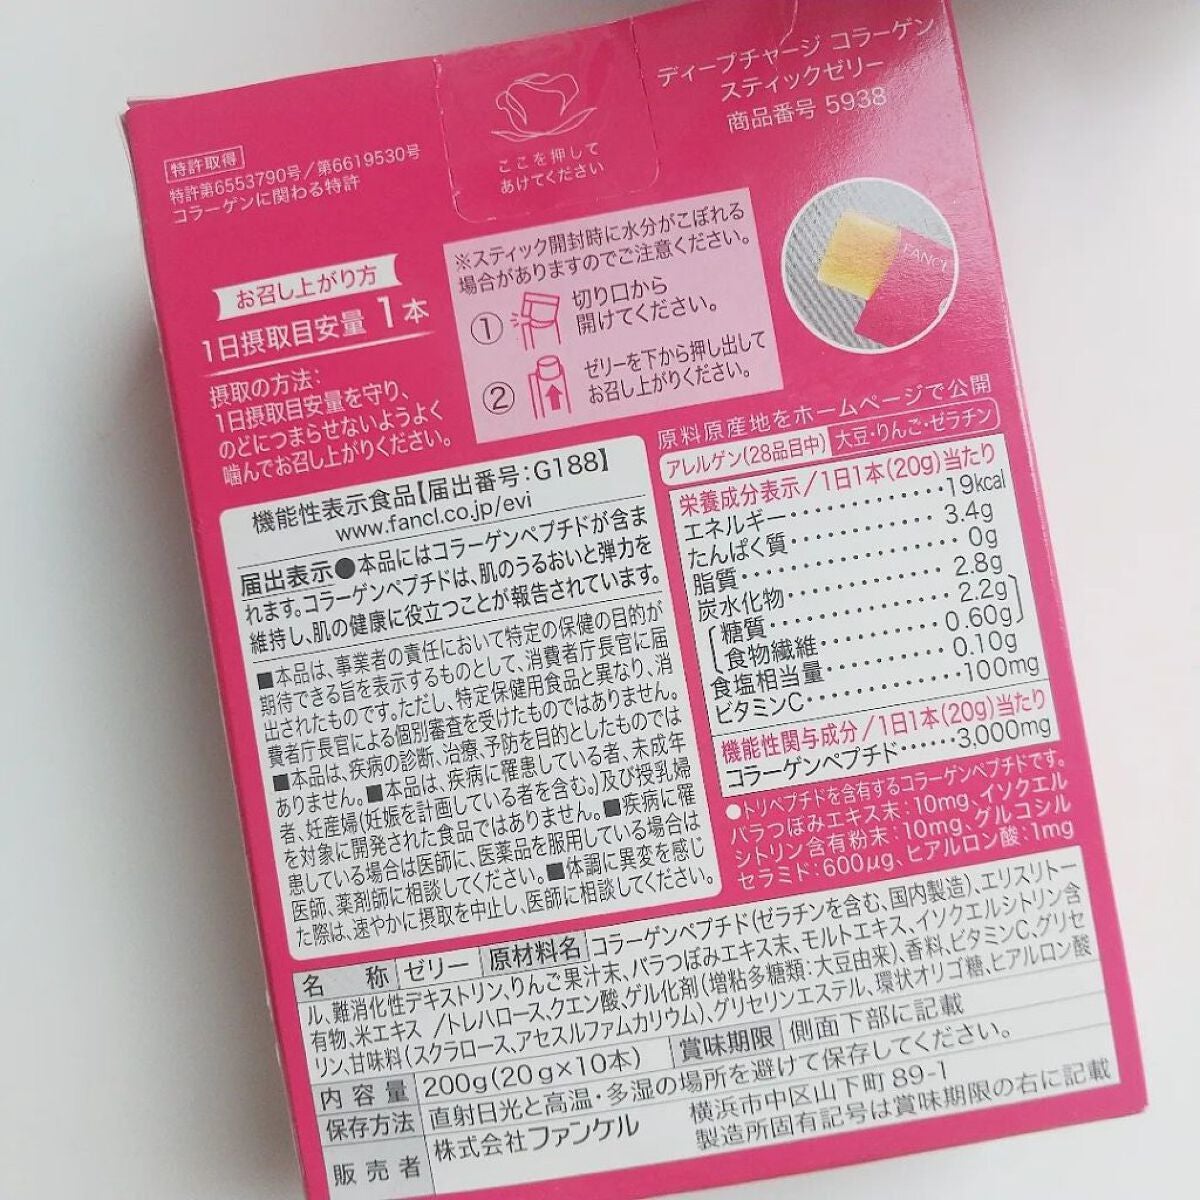 ディープチャージ コラーゲン
スティックゼリー
商品番号 5938
特許取得
特許第6553790号/第6619530号
コラーゲンに関わる特許
ここを押して
あけてください
お召し上がり方
1日摂取目安量 1本
摂取の方法:
1日摂取目安量を守り、
のどにつまらせないようよく
噛んでお召し上がりください。
※スティック開封時に水分がこぼれる
場合がありますのでご注意ください。
① 切り口から
開けてください。
② ゼリーを下から押し出して
お召し上がりください。
FANCL
原料原産地をホームページで公開
アレルゲン(28品目中) 大豆・りんご・ゼラチン
栄養成分表示/1日1本(20g)当たり
エネルギー・・・・・・・・・・・・・19kcal
たんぱく質・・・・・・・・・・・・・3.4g
脂質・・・・・・・・・・・・・・・・0g
炭水化物・・・・・・・・・・・・・・2.8g
〔糖質・・・・・・・・・・・・・・2.2g〕
〔食物繊維・・・・・・・・・・・・0.60g〕
食塩相当量・・・・・・・・・・・・・0.10g
ビタミンC・・・・・・・・・・・・・100mg
機能性関与成分/1日1本(20g)当たり
コラーゲンペプチド・・・・・・3,000mg
●トリペプチドを含有するコラーゲンペプチドです。
バラつぼみエキス末:10mg、イソクエル
シトリン含有粉末:10mg、グルコシル
セラミド:600μg、ヒアルロン酸:1mg
機能性表示食品【届出番号:G188】
www.fancl.co.jp/evi
届出表示●本品にはコラーゲンペプチドが含ま
れます。コラーゲンペプチドは、肌のうるおいと弾力を
維持し、肌の健康に役立つことが報告されています。
■本品は、事業者の責任において特定の保健の目的が
期待できる旨を表示するものとして、消費者庁長官に届
出されたものです。ただし、特定保健用食品と異なり、消
費者庁長官による個別審査を受けたものではありません。
■本品は、疾病の診断、治療、予防を目的としたものでは
ありません。■本品は、疾病に罹患している者、未成年
者、妊産婦(妊娠を計画している者を含む。)及び授乳婦
を対象に開発された食品ではありません。■疾病に罹
患している場合は医師に、医薬品を服用している場合は
医師、薬剤師に相談してください。■体調に異変を感じ
た際は、速やかに摂取を中止し、医師に相談してください。
名称 ゼリー 原材料名 コラーゲンペプチド(ゼラチンを含む、国内製造)、エリスリトー
ル、難消化性デキストリン、りんご果汁末、バラつぼみエキス末、モルトエキス、イソクエルシトリン含
有物、米エキス/トレハロース、クエン酸、ゲル化剤(増粘多糖類:大豆由来)、香料、ビタミンC、グリセ
リン、甘味料(スクラロース、アセスルファムカリウム)、グリセリンエステル、環状オリゴ糖、ヒアルロン酸
内容量 200g(20g×10本) 賞味期限 側面下部に記載
保存方法 直射日光と高温・多湿の場所を避けて保存してください。
販売者 株式会社ファンケル 横浜市中区山下町89-1
製造所固有記号は賞味期限の右に記載